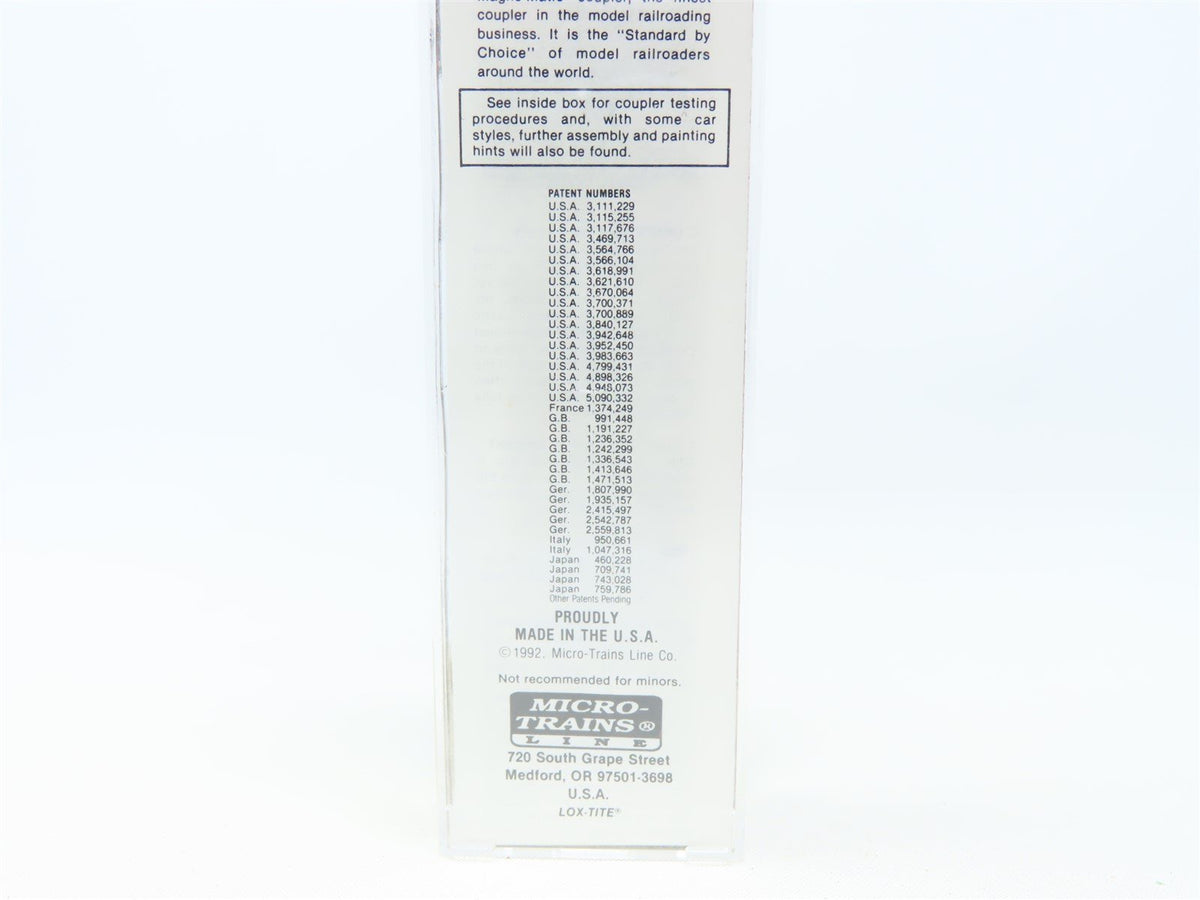 coupler in the model railroading
business. It is the "Standard by
Choice" of model railroaders
around the world.
See inside box for coupler testing
procedures and, with some car
styles, further assembly and painting
hints will also be found.
PATENT NUMBERS
U.S.A. 3,111,229
U.S.A. 3,115,255
U.S.A. 3,117,676
U.S.A. 3,469,713
U.S.A. 3,564,766
U.S.A. 3,566,104
U.S.A. 3,618,991
U.S.A. 3,621,610
U.S.A. 3,670,064
U.S.A. 3,700,371
U.S.A. 3,700,889
U.S.A. 3,840,127
U.S.A. 3,942,648
U.S.A. 3,952,450
U.S.A. 3,983,663
U.S.A. 4,799,431
U.S.A. 4,898,326
U.S.A. 4,948,073
U.S.A. 5,090,332
France 1,374,249
G.B. 991,448
G.B. 1,191,227
G.B. 1,236,352
G.B. 1,242,299
G.B. 1,336,543
G.B. 1,413,646
G.B. 1,471,513
Ger. 1,807,990
Ger. 1,935,157
Ger. 2,415,497
Ger. 2,542,787
Ger. 2,559,813
Italy 950,661
Italy 1,047,316
Japan 460,228
Japan 709,741
Japan 743,028
Japan 759,786
Other Patents Pending
PROUDLY
MADE IN THE U.S.A.
©1992, Micro-Trains Line Co.
Not recommended for minors.
MICRO-
TRAINS®
LINE
720 South Grape Street
Medford, OR 97501-3698
U.S.A.
LOX-TITE®